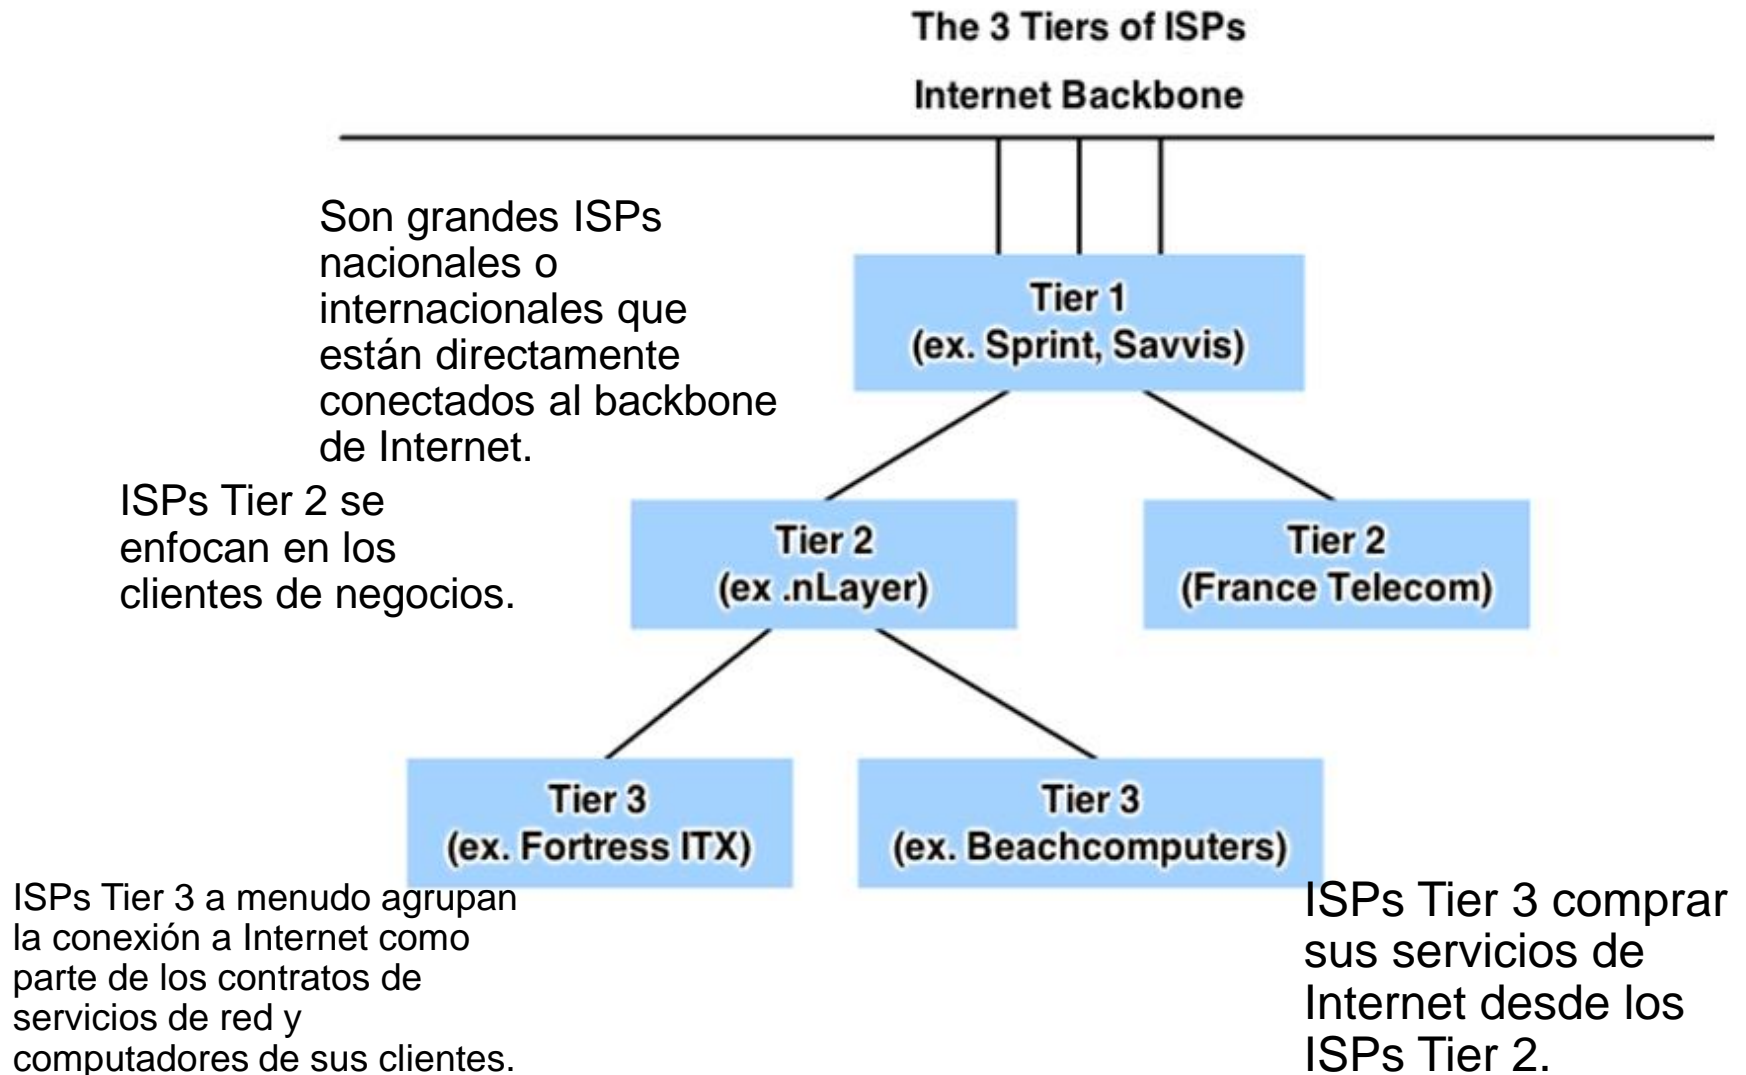 The 3 Tiers of ISPs
Internet Backbone
Son grandes ISPs
nacionales o
internacionales que
están directamente
conectados al backbone
de Internet.
Tier 1
(ex. Sprint, Savvis)
ISPs Tier 2 se
enfocan en los
clientes de negocios.
Tier 2
(ex .nLayer)
Tier 2
(France Telecom)
Tier 3
(ex. Fortress ITX)
Tier 3
(ex. Beachcomputers)
ISPs Tier 3 a menudo agrupan
la conexión a Internet como
parte de los contratos de
servicios de red y
computadores de sus clientes.
ISPs Tier 3 comprar
sus servicios de
Internet desde los
ISPs Tier 2.